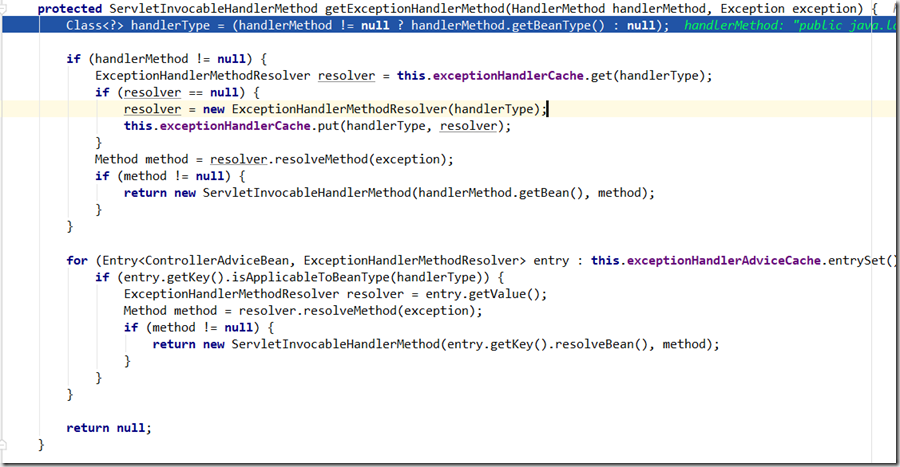 protected ServletInvocableHandlerMethod getExceptionHandlerMethod(HandlerMethod handlerMethod, Exception exception) {
Class<?> handlerType = (handlerMethod != null ? handlerMethod.getBeanType() : null); handlerMethod: "public java.la
if (handlerMethod != null) {
ExceptionHandlerMethodResolver resolver = this.exceptionHandlerCache.get(handlerType);
if (resolver == null) {
resolver = new ExceptionHandlerMethodResolver(handlerType);
this.exceptionHandlerCache.put(handlerType, resolver);
}
Method method = resolver.resolveMethod(exception);
if (method != null) {
return new ServletInvocableHandlerMethod(handlerMethod.getBean(), method);
}
}
for (Entry<ControllerAdviceBean, ExceptionHandlerMethodResolver> entry : this.exceptionHandlerAdviceCache.entrySet()
if (entry.getKey().isApplicableToBeanType(handlerType)) {
ExceptionHandlerMethodResolver resolver = entry.getValue();
Method method = resolver.resolveMethod(exception);
if (method != null) {
return new ServletInvocableHandlerMethod(entry.getKey().resolveBean(), method);
}
}
}
return null;
}